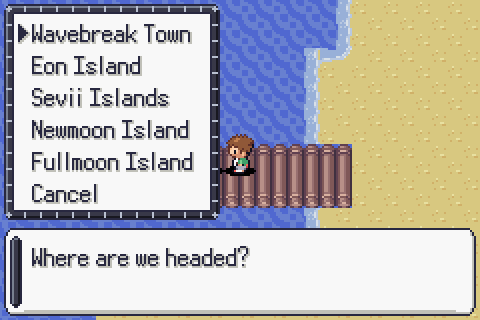 Wavebreak Town
Eon Island
Sevii Islands
Newmoon Island
Fullmoon Island
Cancel
Where are we headed?